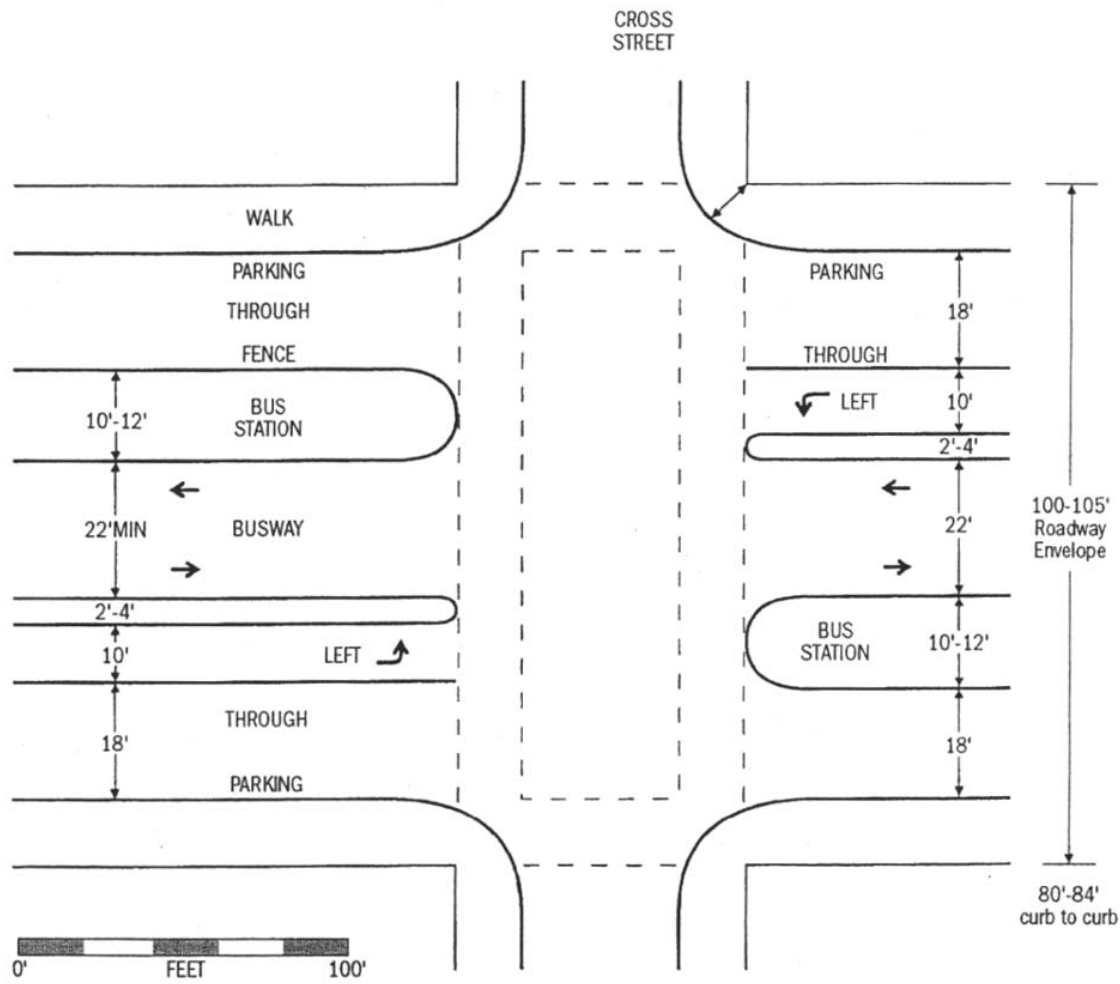 CROSS
STREET
WALK
PARKING
PARKING
THROUGH
18'
FENCE
THROUGH
10'-12'
BUS
STATION
LEFT
10'
2'-4'
22'MIN
BUSWAY
22'
100-105'
Roadway
Envelope
2'-4'
10'
LEFT
BUS
STATION
10'-12'
THROUGH
18'
18'
PARKING
80'-84'
curb to curb
0'
FEET
100'